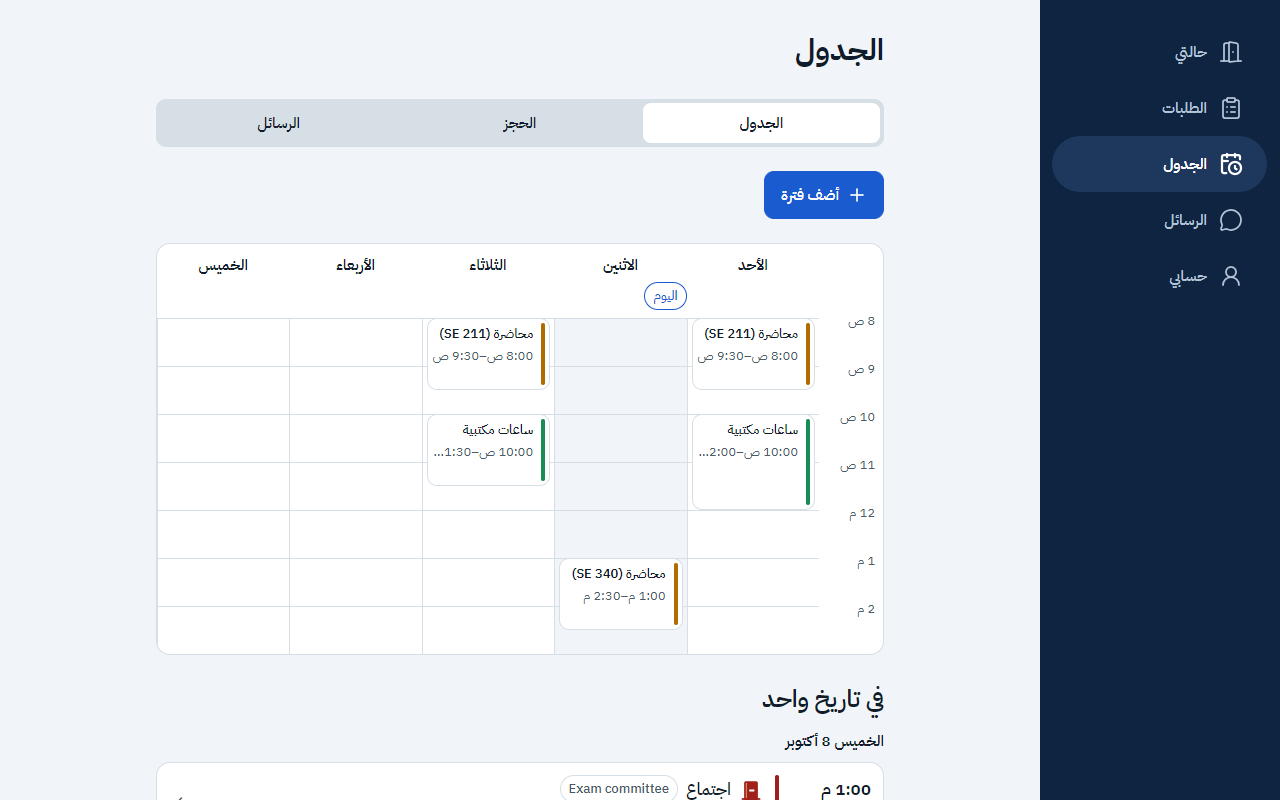 حالتي
الطلبات
الجدول
الرسائل
حسابي
الجدول
الجدول
الحجز
الرسائل
أضف فترة
الأحد
الاثنين
الثلاثاء
الأربعاء
الخميس
اليوم
8 ص
9 ص
10 ص
11 ص
12 م
1 م
2 م
محاضرة (SE 211)
8:00 ص–9:30 ص
ساعات مكتبية
10:00 ص–2:00...
محاضرة (SE 340)
1:00 م–2:30 م
محاضرة (SE 211)
8:00 ص–9:30 ص
ساعات مكتبية
10:00 ص–1:30...
في تاريخ واحد
الخميس 8 أكتوبر
1:00 م
اجتماع
Exam committee